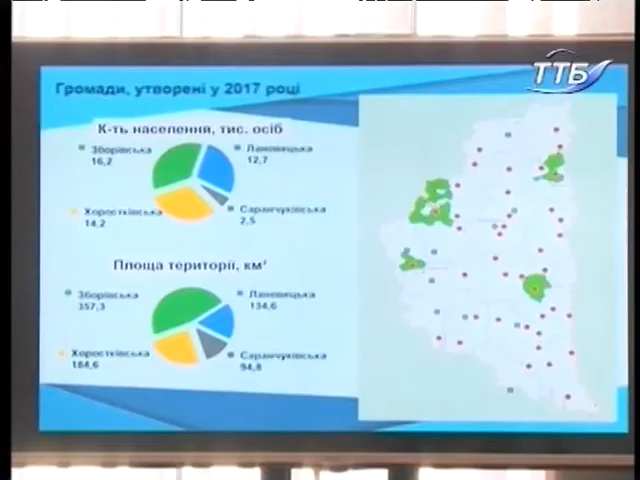 ТТБ
Громади, утворені у 2017 році
К-ть населення, тис. осіб
Зборівська
16,2
Лановецька
12,7
Хоростківська
14,2
Саранчуківська
2,5
Площа території, км²
Зборівська
357,3
Лановецька
134,6
Хоростківська
184,6
Саранчуківська
94,8